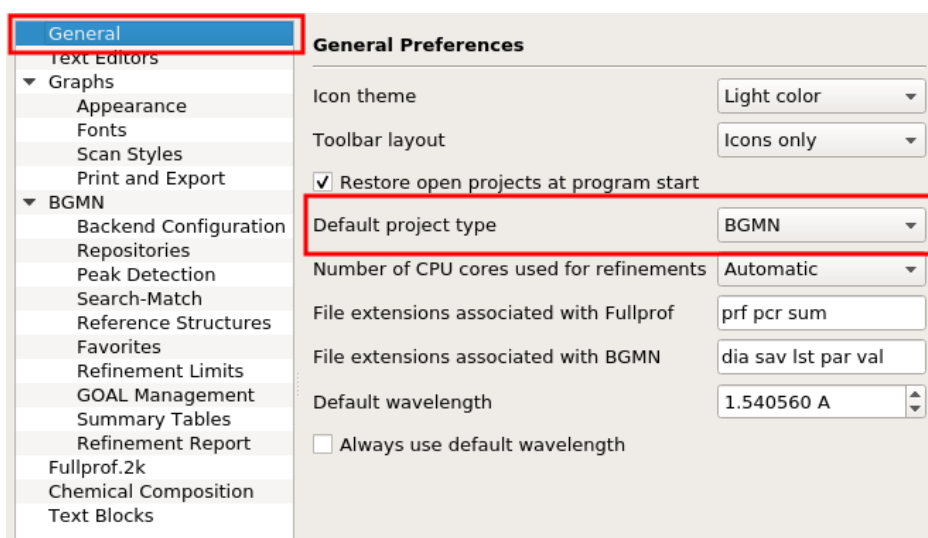 General
Text Editors
Graphs
Appearance
Fonts
Scan Styles
Print and Export
BGMN
Backend Configuration
Repositories
Peak Detection
Search-Match
Reference Structures
Favorites
Refinement Limits
GOAL Management
Summary Tables
Refinement Report
Fullprof.2k
Chemical Composition
Text Blocks
General Preferences
Icon theme Light color
Toolbar layout Icons only
Restore open projects at program start
Default project type BGMN
Number of CPU cores used for refinements Automatic
File extensions associated with Fullprof prf pcr sum
File extensions associated with BGMN dia sav lst par val
Default wavelength 1.540560 A
Always use default wavelength